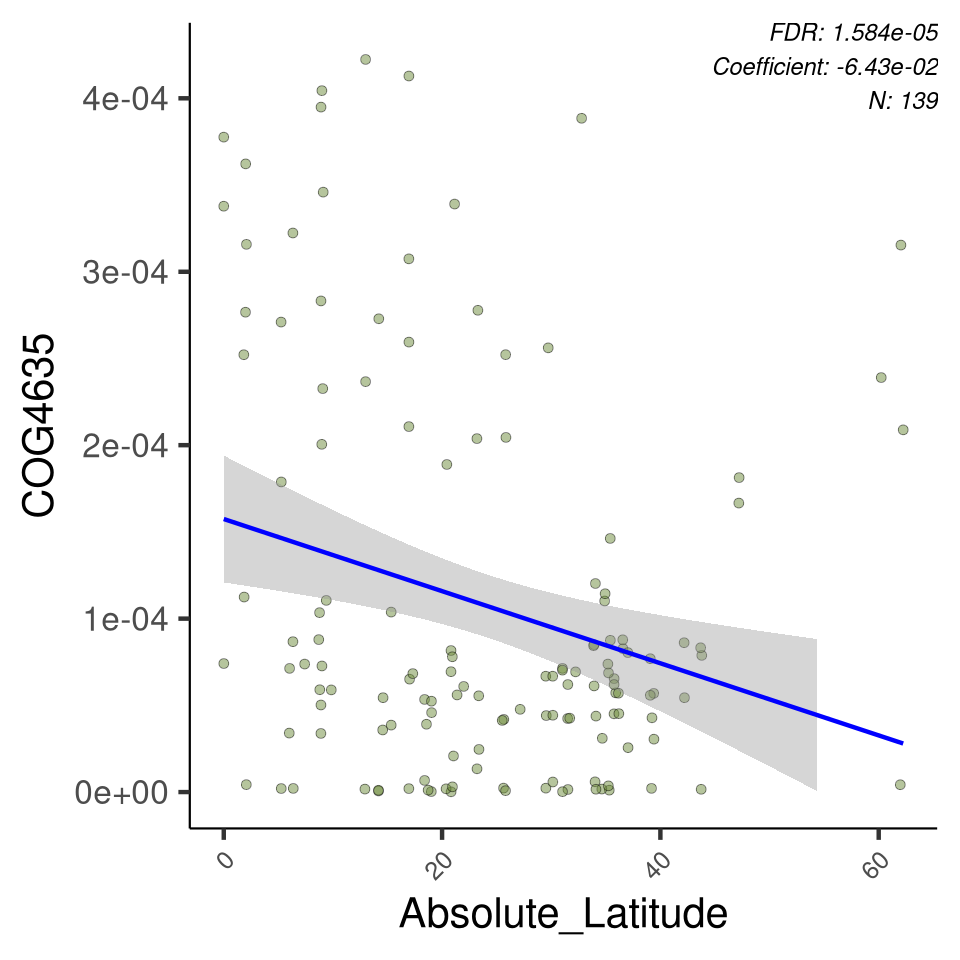 FDR: 1.584e-05
Coefficient: -6.43e-02
N: 139
4e-04
3e-04
2e-04
1e-04
0e+00
COG4635
0
20
40
60
Absolute_Latitude